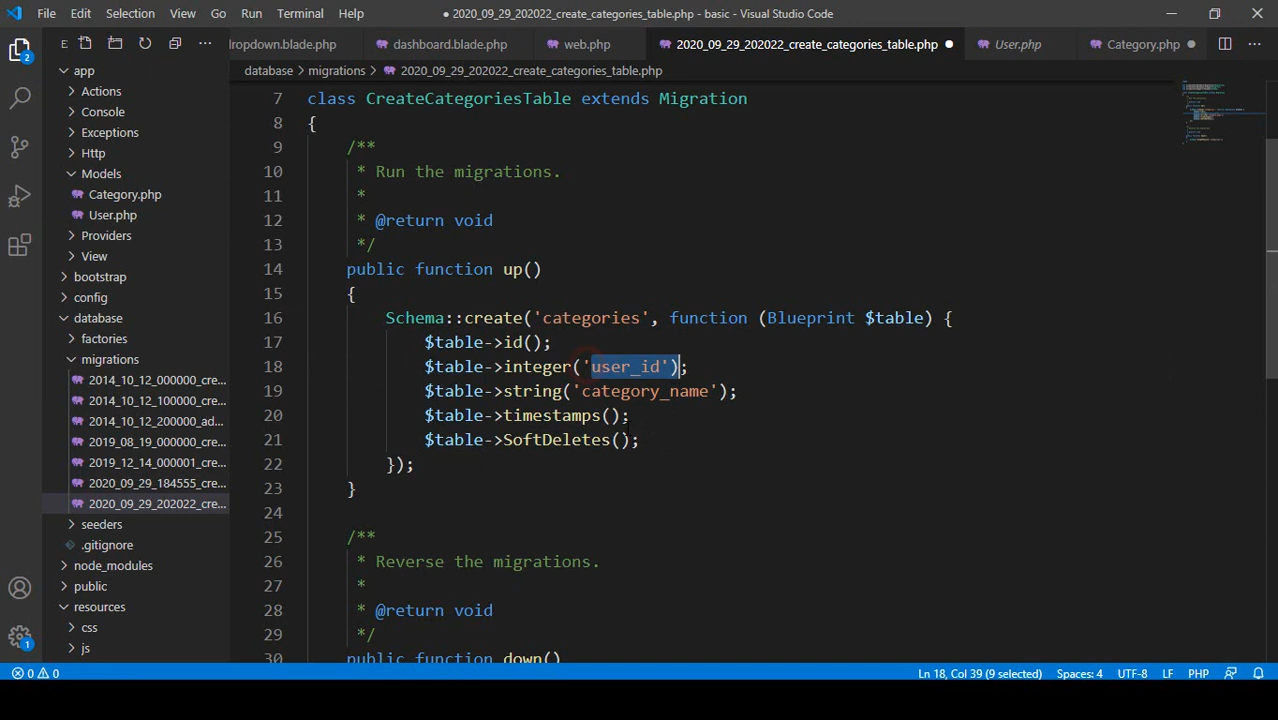 File Edit Selection View Go Run Terminal Help
● 2020_09_29_202022_create_categories_table.php - basic - Visual Studio Code
dropdown.blade.php dashboard.blade.php web.php 2020_09_29_202022_create_categories_table.php User.php Category.php
database > migrations > 2020_09_29_202022_create_categories_table.php
E
2
app
Actions
Console
Exceptions
Http
Models
Category.php
User.php
Providers
View
bootstrap
config
database
factories
migrations
2014_10_12_000000_cre...
2014_10_12_100000_cre...
2014_10_12_200000_ad...
2019_08_19_000000_cre...
2019_12_14_000001_cre...
2020_09_29_184555_cre...
2020_09_29_202022_cre...
seeders
.gitignore
node_modules
public
resources
css
js
1
7 class CreateCategoriesTable extends Migration
8 {
9 /**
10 * Run the migrations.
11 *
12 * @return void
13 */
14 public function up()
15 {
16 Schema::create('categories', function (Blueprint $table) {
17 $table->id();
18 $table->integer('user_id');
19 $table->string('category_name');
20 $table->timestamps();
21 $table->SoftDeletes();
22 });
23 }
24
25 /**
26 * Reverse the migrations.
27 *
28 * @return void
29 */
30 public function down()
0 0 Ln 18, Col 39 (9 selected) Spaces: 4 UTF-8 LF PHP